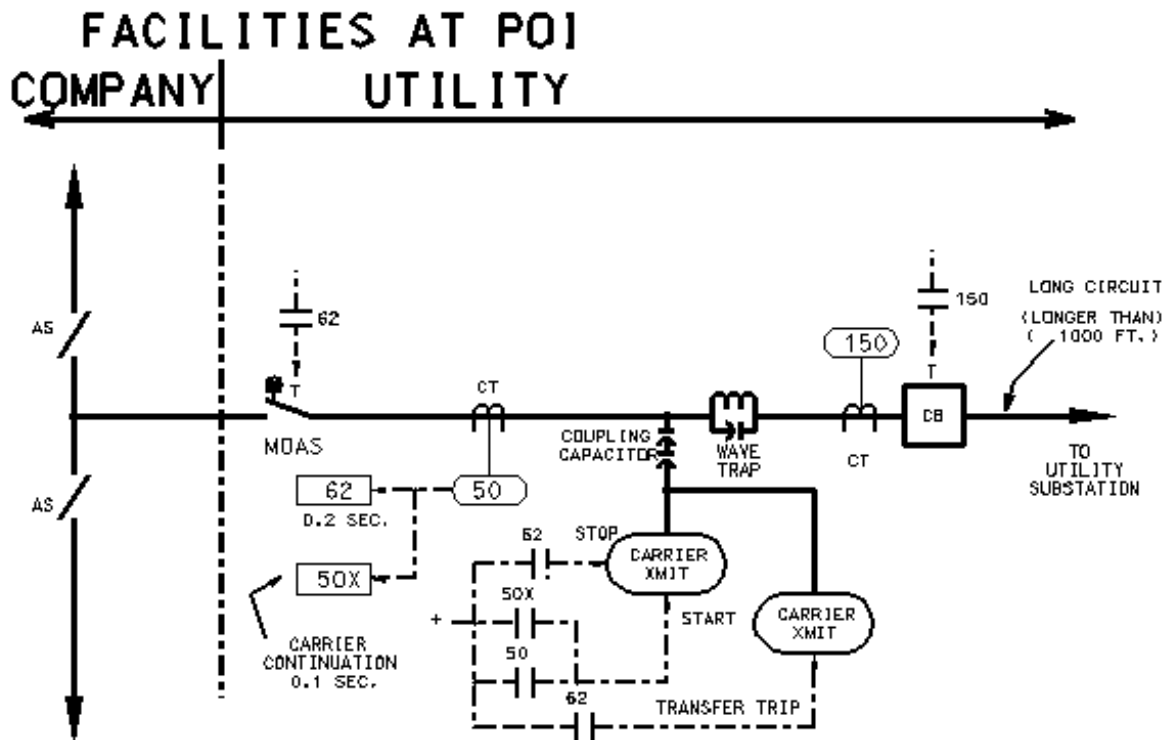 FACILITIES AT POI
COMPANY
UTILITY
AS
62
T
CT
MOAS
150
150
T
LONG CIRCUIT
(LONGER THAN)
( 1000 FT.)
CB
COUPLING
CAPACITOR
WAVE
TRAP
CT
TO
UTILITY
SUBSTATION
AS
62
0.2 SEC.
50
62
STOP
CARRIER
XMIT
50X
50X
START
CARRIER
XMIT
+
CARRIER
CONTINUATION
0.1 SEC.
50
62
TRANSFER TRIP